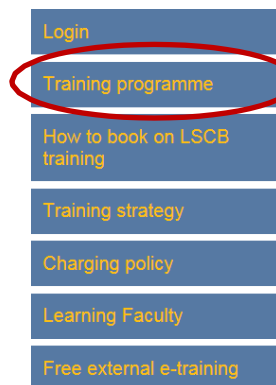 Login
Training programme
How to book on LSCB
training
Training strategy
Charging policy
Learning Faculty
Free external e-training